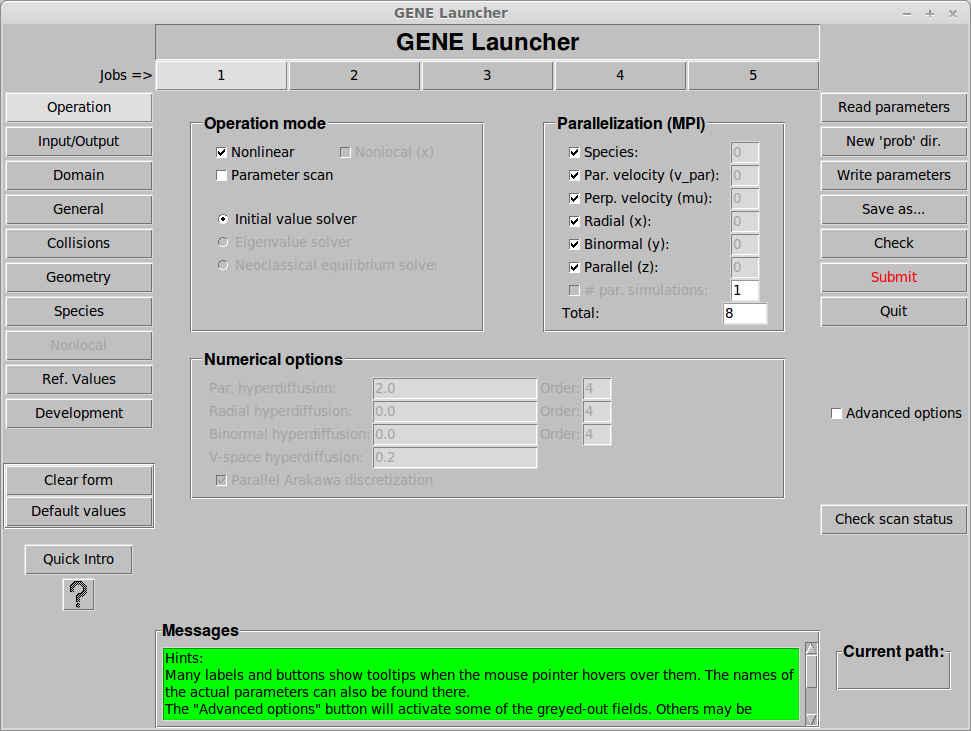 GENE Launcher
GENE Launcher
Jobs =>
1
2
3
4
5
Operation
Input/Output
Domain
General
Collisions
Geometry
Species
Nonlocal
Ref. Values
Development
Clear form
Default values
Quick Intro
?
Operation mode
Nonlinear
Nonlocal (x)
Parameter scan
Initial value solver
Eigenvalue solver
Neoclassical equilibrium solver
Parallelization (MPI)
Species: 0
Par. velocity (v_par): 0
Perp. velocity (mu): 0
Radial (x): 0
Binormal (y): 0
Parallel (z): 0
# par. simulations: 1
Total: 8
Numerical options
Par. hyperdiffusion: 2.0 Order: 4
Radial hyperdiffusion: 0.0 Order: 4
Binormal hyperdiffusion: 0.0 Order: 4
V-space hyperdiffusion: 0.2
Parallel Arakawa discretization
Read parameters
New 'prob' dir.
Write parameters
Save as...
Check
Submit
Quit
Advanced options
Check scan status
Messages
Hints:
Many labels and buttons show tooltips when the mouse pointer hovers over them. The names of
the actual parameters can also be found there.
The "Advanced options" button will activate some of the greyed-out fields. Others may be
Current path: